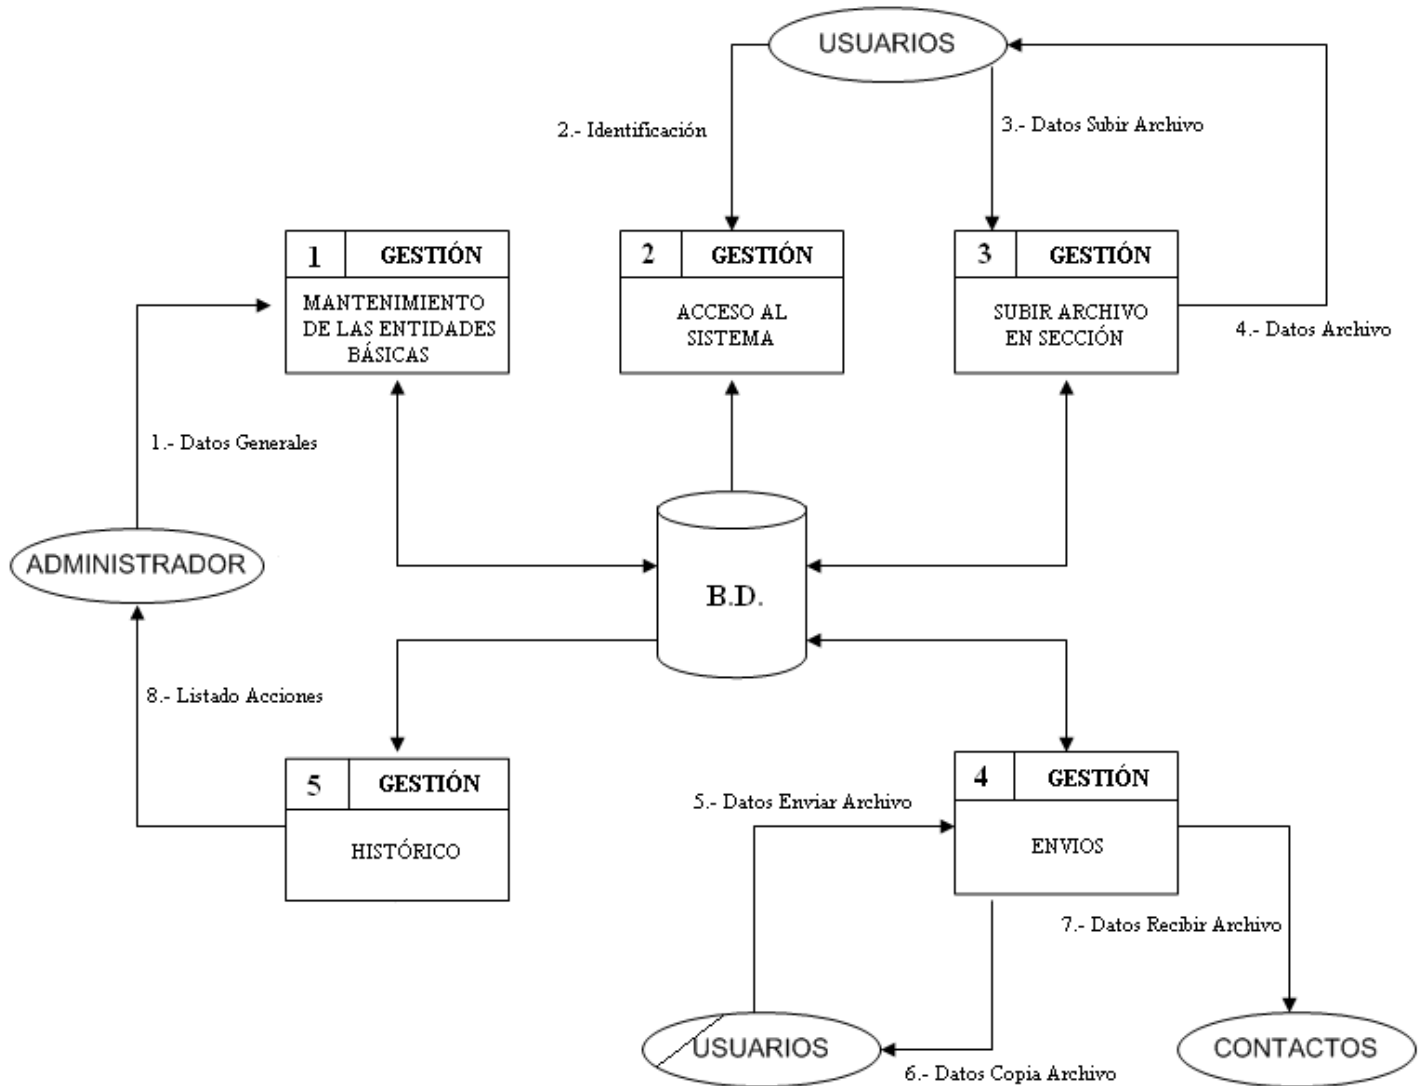 USUARIOS
2.- Identificación
3.- Datos Subir Archivo
1 GESTIÓN
MANTENIMIENTO
DE LAS ENTIDADES
BÁSICAS
2 GESTIÓN
ACCESO AL
SISTEMA
3 GESTIÓN
SUBIR ARCHIVO
EN SECCIÓN
4.- Datos Archivo
1.- Datos Generales
ADMINISTRADOR
B.D.
8.- Listado Acciones
5 GESTIÓN
HISTÓRICO
4 GESTIÓN
ENVIOS
5.- Datos Enviar Archivo
7.- Datos Recibir Archivo
USUARIOS
CONTACTOS
6.- Datos Copia Archivo